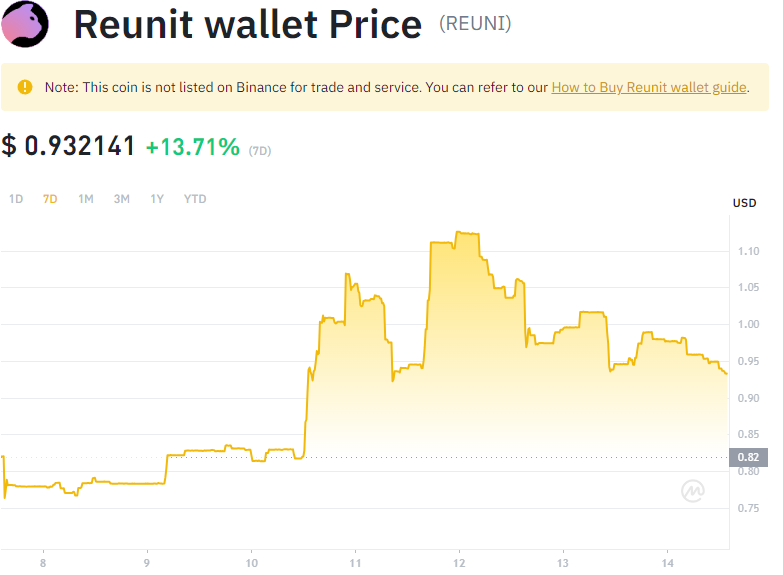 Reunit wallet Price (REUNI)
Note: This coin is not listed on Binance for trade and service. You can refer to our How to Buy Reunit wallet guide.
$ 0.932141 +13.71% (7D)
1D 7D 1M 3M 1Y YTD
USD
1.10
1.05
1.00
0.95
0.90
0.85
0.82
0.80
0.75
8 9 10 11 12 13 14